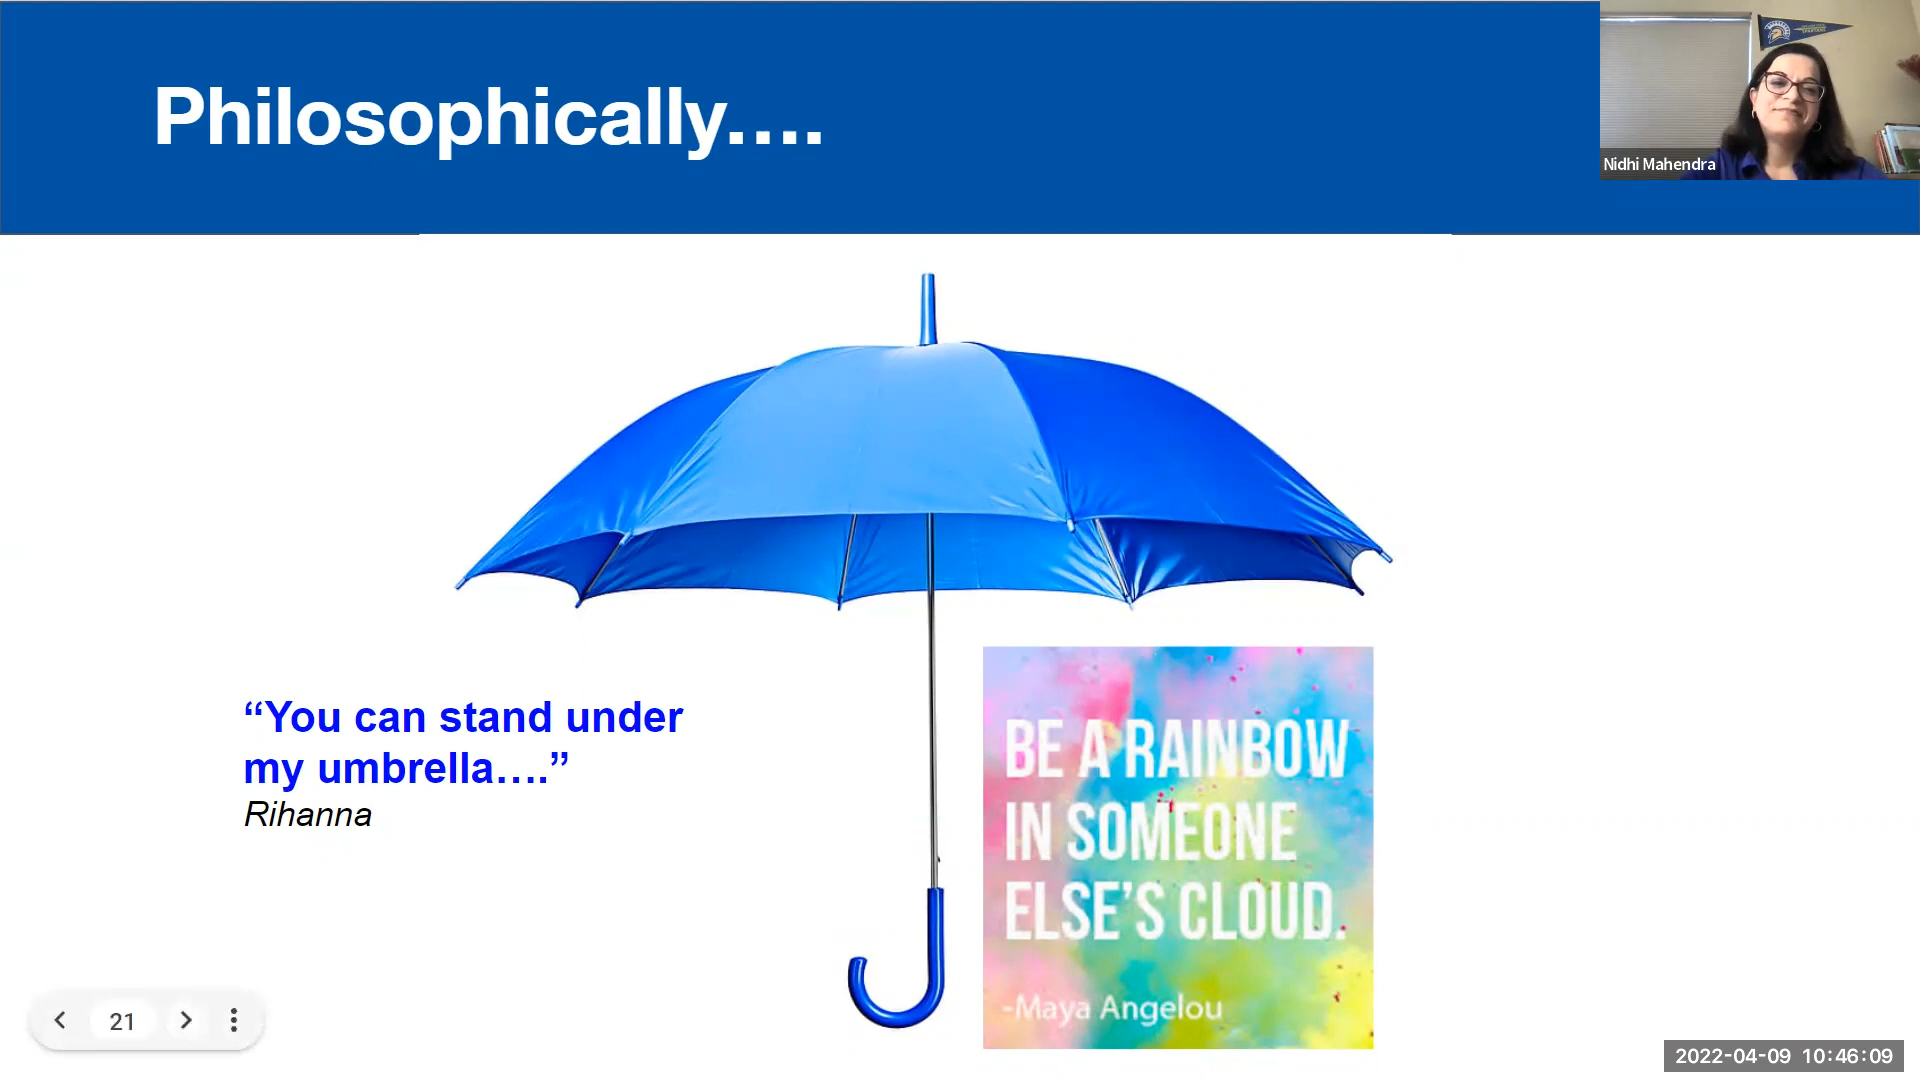 Philosophically....
Nidhi Mahendra
“You can stand under
my umbrella....”
Rihanna
BE A RAINBOW
IN SOMEONE
ELSE'S CLOUD.
-Maya Angelou
21
2022-04-09 10:46:09